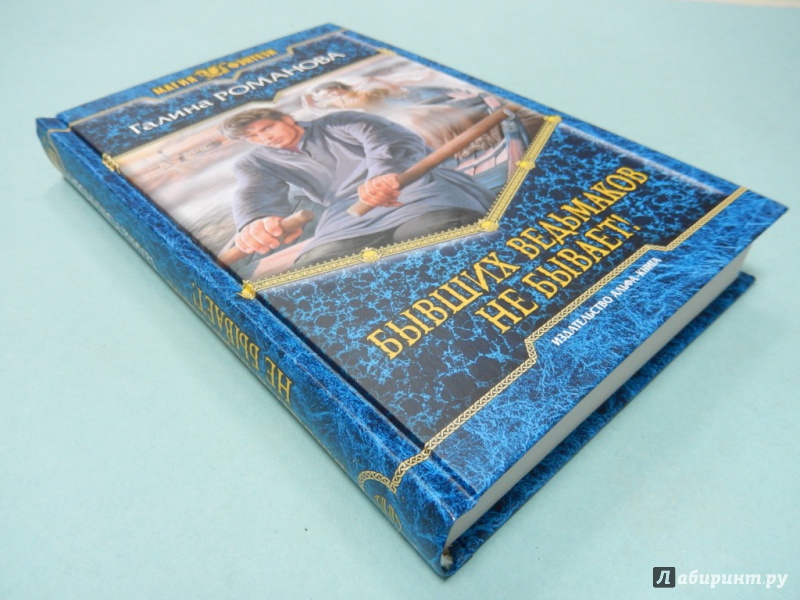 МАГИЯ ФЭНТЕЗИ
Галина РОМАНОВА
БЫВШИХ ВЕДЬМАКОВ
НЕ БЫВАЕТ!
ИЗДАТЕЛЬСТВО АЛЬФА-КНИГА
НЕ БЫВАЕТ!
Лабиринт.ру